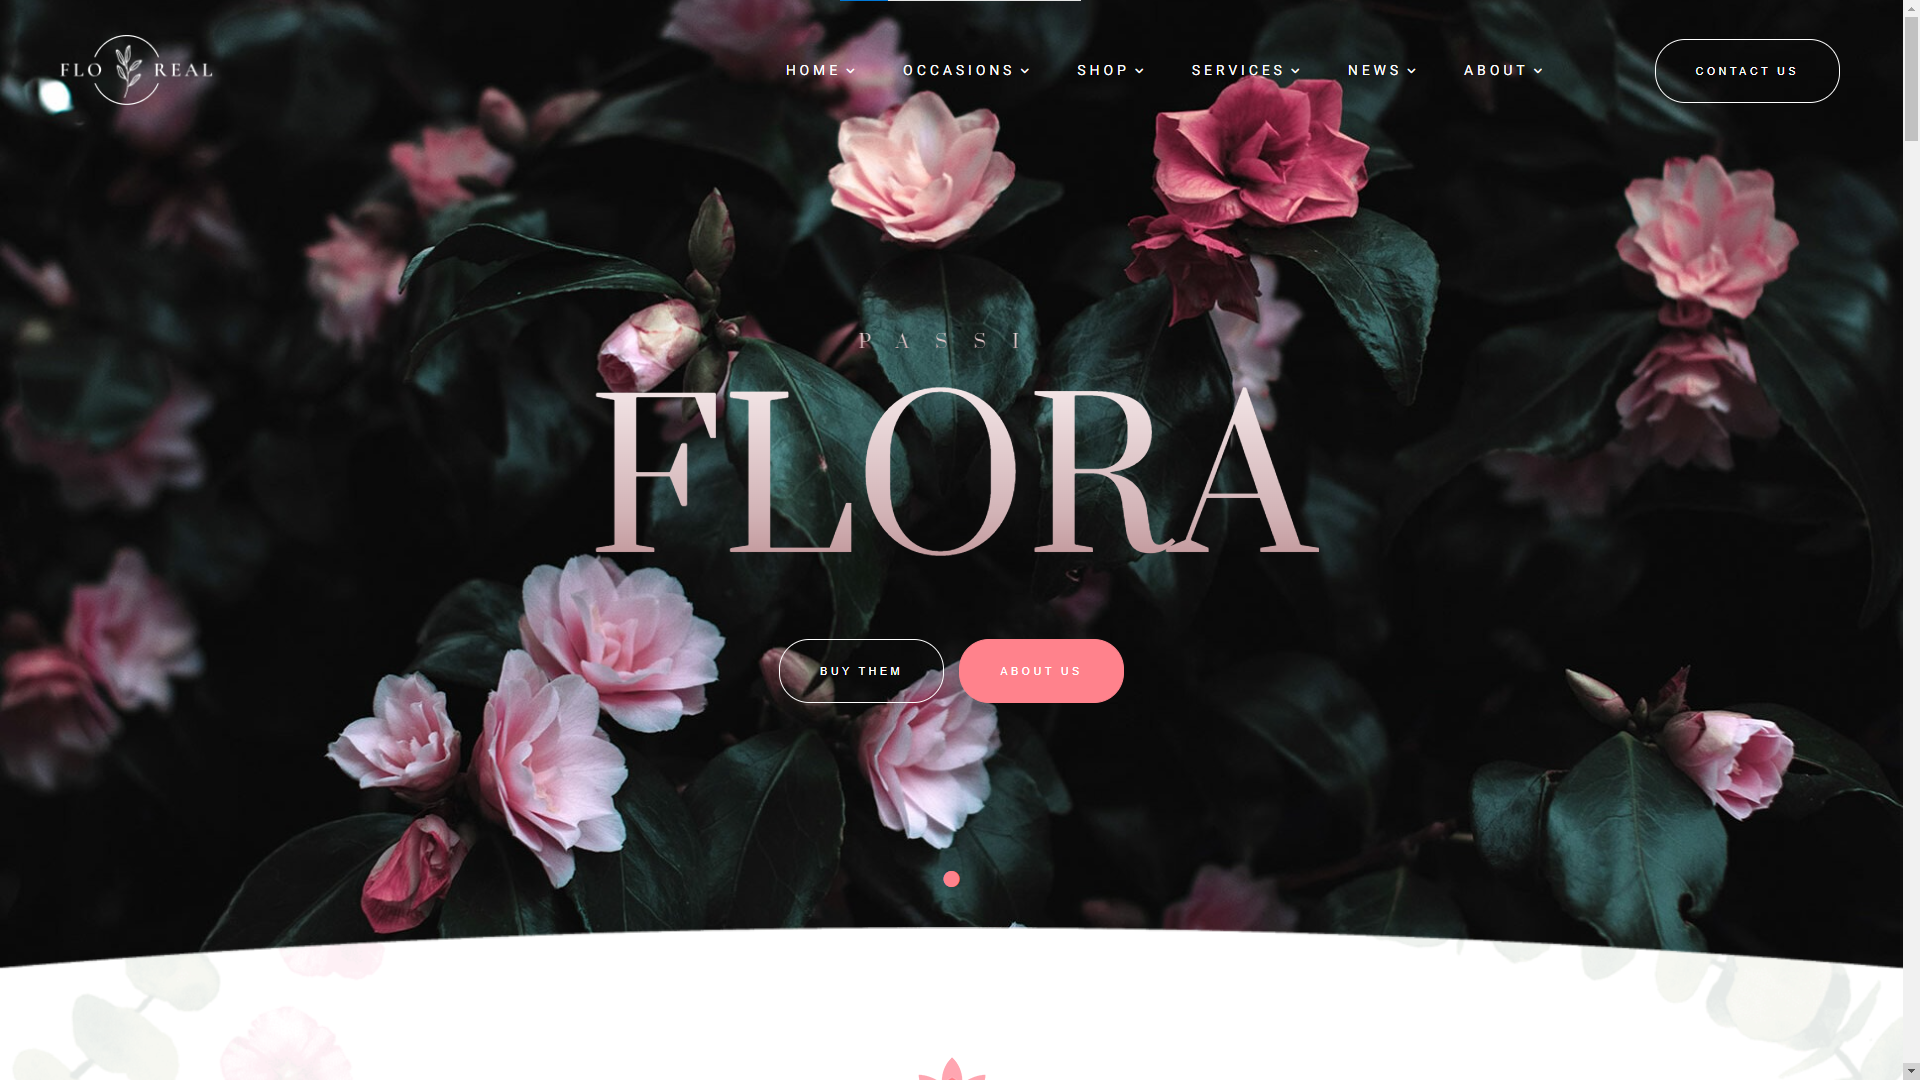 FLO REAL
HOME
OCCASIONS
SHOP
SERVICES
NEWS
ABOUT
CONTACT US
PASSI
FLORA
BUY THEM
ABOUT US